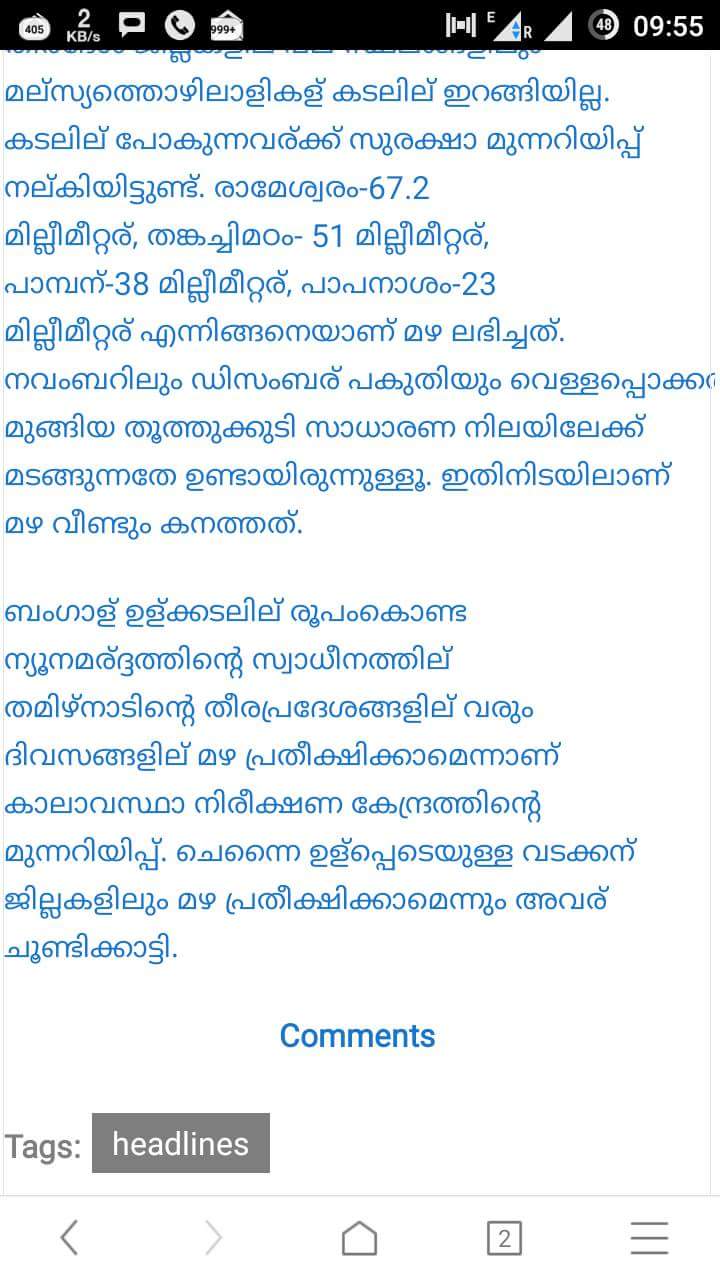 405 2 KB/s 999+ E R 48 09:55
മല്സ്യത്തൊഴിലാളികള് കടലില് ഇറങ്ങിയില്ല.
കടലില് പോകുന്നവര്ക്ക് സുരക്ഷാ മുന്നറിയിപ്പ്
നല്കിയിട്ടുണ്ട്. രാമേശ്വരം-67.2
മില്ലീമീറ്റര്, തങ്കച്ചിമഠം- 51 മില്ലീമീറ്റര്,
പാമ്പന്-38 മില്ലീമീറ്റര്, പാപനാശം-23
മില്ലീമീറ്റര് എന്നിങ്ങനെയാണ് മഴ ലഭിച്ചത്.
നവംബറിലും ഡിസംബര് പകുതിയും
മുങ്ങിയ തൂത്തുക്കുടി സാധാരണ നിലയിലേക്ക്
മടങ്ങുന്നതേ ഉണ്ടായിരുന്നുള്ളൂ. ഇതിനിടയിലാണ്
മഴ വീണ്ടും കനത്തത്.
ബംഗാള് ഉള്ക്കടലില് രൂപംകൊണ്ട
ന്യൂനമര്ദ്ദത്തിന്റെ സ്വാധീനത്തില്
തമിഴ്നാടിന്റെ തീരപ്രദേശങ്ങളില് വരും
ദിവസങ്ങളില് മഴ പ്രതീക്ഷിക്കാമെന്നാണ്
കാലാവസ്ഥാ നിരീക്ഷണ കേന്ദ്രത്തിന്റെ
മുന്നറിയിപ്പ്. ചെന്നൈ ഉള്പ്പെടെയുള്ള വടക്കന്
ജില്ലകളിലും മഴ പ്രതീക്ഷിക്കാമെന്നും അവര്
ചൂണ്ടിക്കാട്ടി.
Comments
Tags: headlines
2